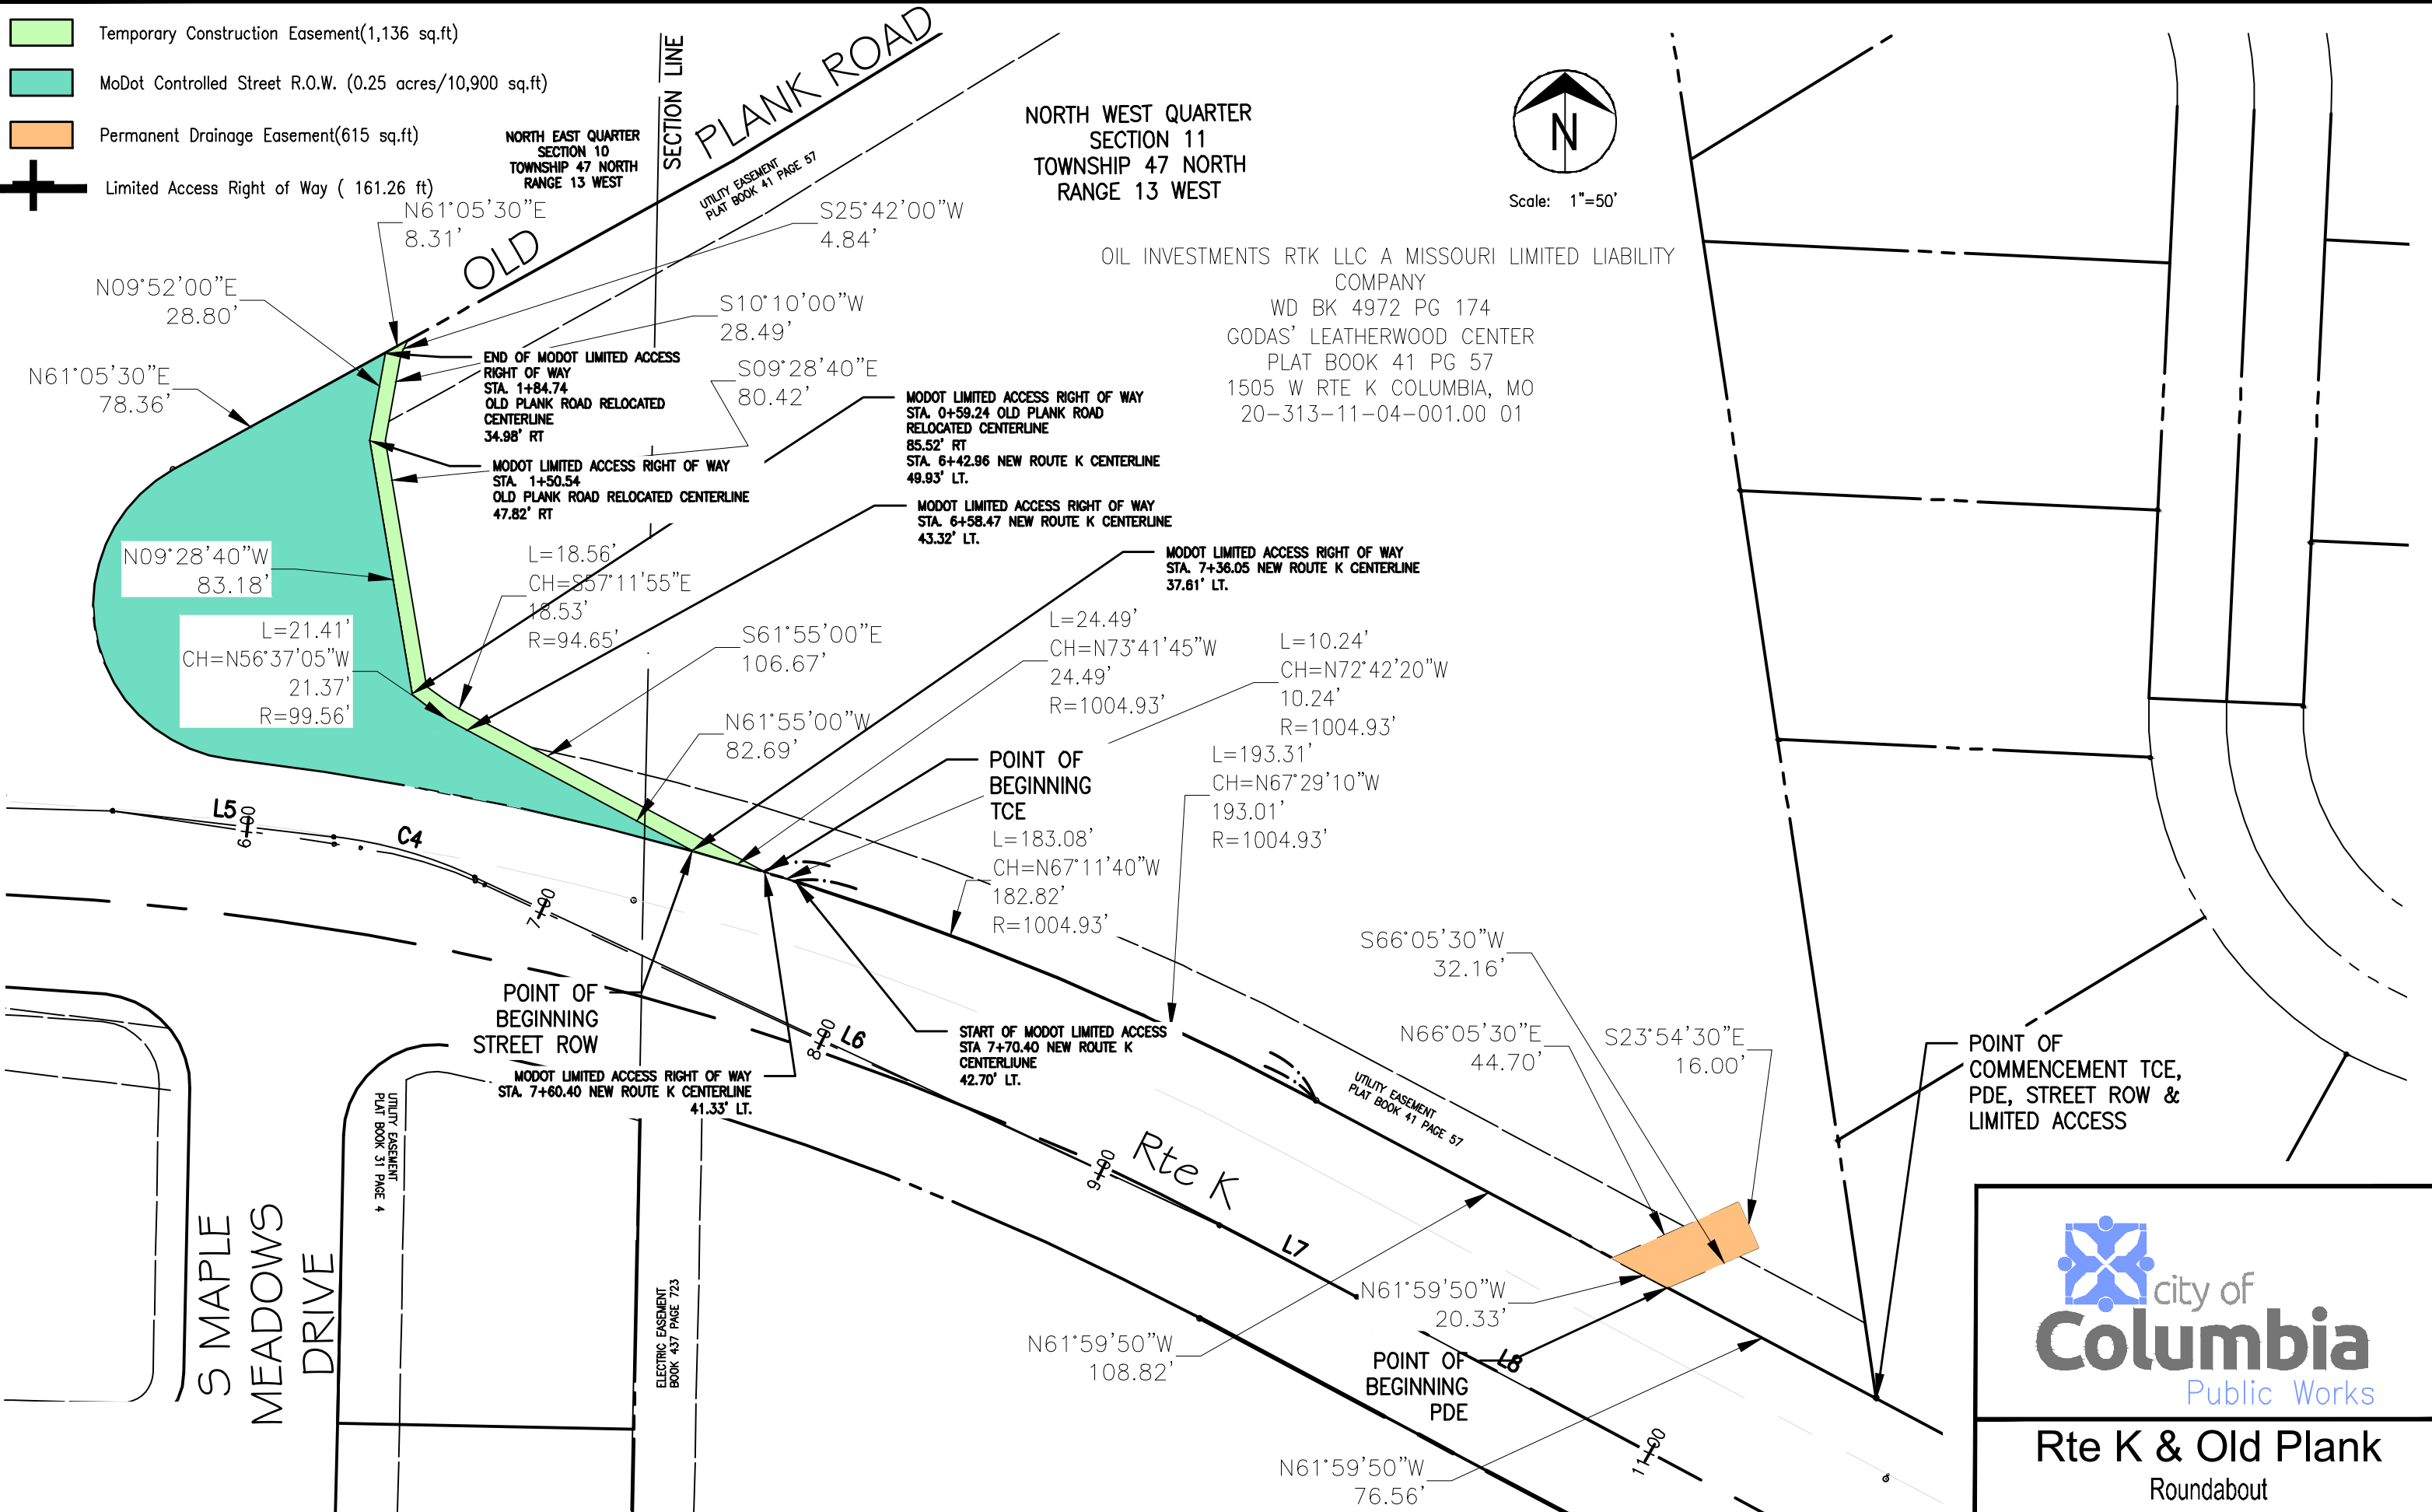 Temporary Construction Easement(1,136 sq.ft)
MoDot Controlled Street R.O.W. (0.25 acres/10,900 sq.ft)
Permanent Drainage Easement(615 sq.ft)
Limited Access Right of Way ( 161.26 ft)
NORTH EAST QUARTER
SECTION 10
TOWNSHIP 47 NORTH
RANGE 13 WEST
SECTION LINE
OLD PLANK ROAD
UTILITY EASEMENT
PLAT BOOK 41 PAGE 57
NORTH WEST QUARTER
SECTION 11
TOWNSHIP 47 NORTH
RANGE 13 WEST
N
Scale: 1"=50'
OIL INVESTMENTS RTK LLC A MISSOURI LIMITED LIABILITY
COMPANY
WD BK 4972 PG 174
GODAS' LEATHERWOOD CENTER
PLAT BOOK 41 PG 57
1505 W RTE K COLUMBIA, MO
20-313-11-04-001.00 01
N61°05'30"E
8.31'
S25°42'00"W
4.84'
N09°52'00"E
28.80'
S10°10'00"W
28.49'
N61°05'30"E
78.36'
S09°28'40"E
80.42'
END OF MODOT LIMITED ACCESS
RIGHT OF WAY
STA. 1+84.74
OLD PLANK ROAD RELOCATED
CENTERLINE
34.98' RT
MODOT LIMITED ACCESS RIGHT OF WAY
STA. 1+50.54
OLD PLANK ROAD RELOCATED CENTERLINE
47.82' RT
MODOT LIMITED ACCESS RIGHT OF WAY
STA. 0+59.24 OLD PLANK ROAD
RELOCATED CENTERLINE
85.52' RT
STA. 6+42.96 NEW ROUTE K CENTERLINE
49.93' LT.
MODOT LIMITED ACCESS RIGHT OF WAY
STA. 6+58.47 NEW ROUTE K CENTERLINE
43.32' LT.
MODOT LIMITED ACCESS RIGHT OF WAY
STA. 7+36.05 NEW ROUTE K CENTERLINE
37.61' LT.
N09°28'40"W
83.18'
L=18.56'
CH=S57°11'55"E
18.53'
R=94.65'
L=21.41'
CH=N56°37'05"W
21.37'
R=99.56'
S61°55'00"E
106.67'
N61°55'00"W
82.69'
L=24.49'
CH=N73°41'45"W
24.49'
R=1004.93'
L=10.24'
CH=N72°42'20"W
10.24'
R=1004.93'
POINT OF
BEGINNING
TCE
L=193.31'
CH=N67°29'10"W
193.01'
R=1004.93'
L=183.08'
CH=N67°11'40"W
182.82'
R=1004.93'
L5
6+00
C4
7+00
POINT OF
BEGINNING
STREET ROW
MODOT LIMITED ACCESS RIGHT OF WAY
STA. 7+60.40 NEW ROUTE K CENTERLINE
41.33' LT.
8+00
L6
START OF MODOT LIMITED ACCESS
STA 7+70.40 NEW ROUTE K
CENTERLIUNE
42.70' LT.
S66°05'30"W
32.16'
N66°05'30"E
44.70'
S23°54'30"E
16.00'
POINT OF
COMMENCEMENT TCE,
PDE, STREET ROW &
LIMITED ACCESS
UTILITY EASEMENT
PLAT BOOK 41 PAGE 57
UTILITY EASEMENT
PLAT BOOK 31 PAGE 4
S MAPLE
MEADOWS
DRIVE
ELECTRIC EASEMENT
BOOK 437 PAGE 723
Rte K
9+00
L7
N61°59'50"W
20.33'
N61°59'50"W
108.82'
POINT OF
BEGINNING
PDE
L8
N61°59'50"W
76.56'
11+00
city of
Columbia
Public Works
Rte K & Old Plank
Roundabout